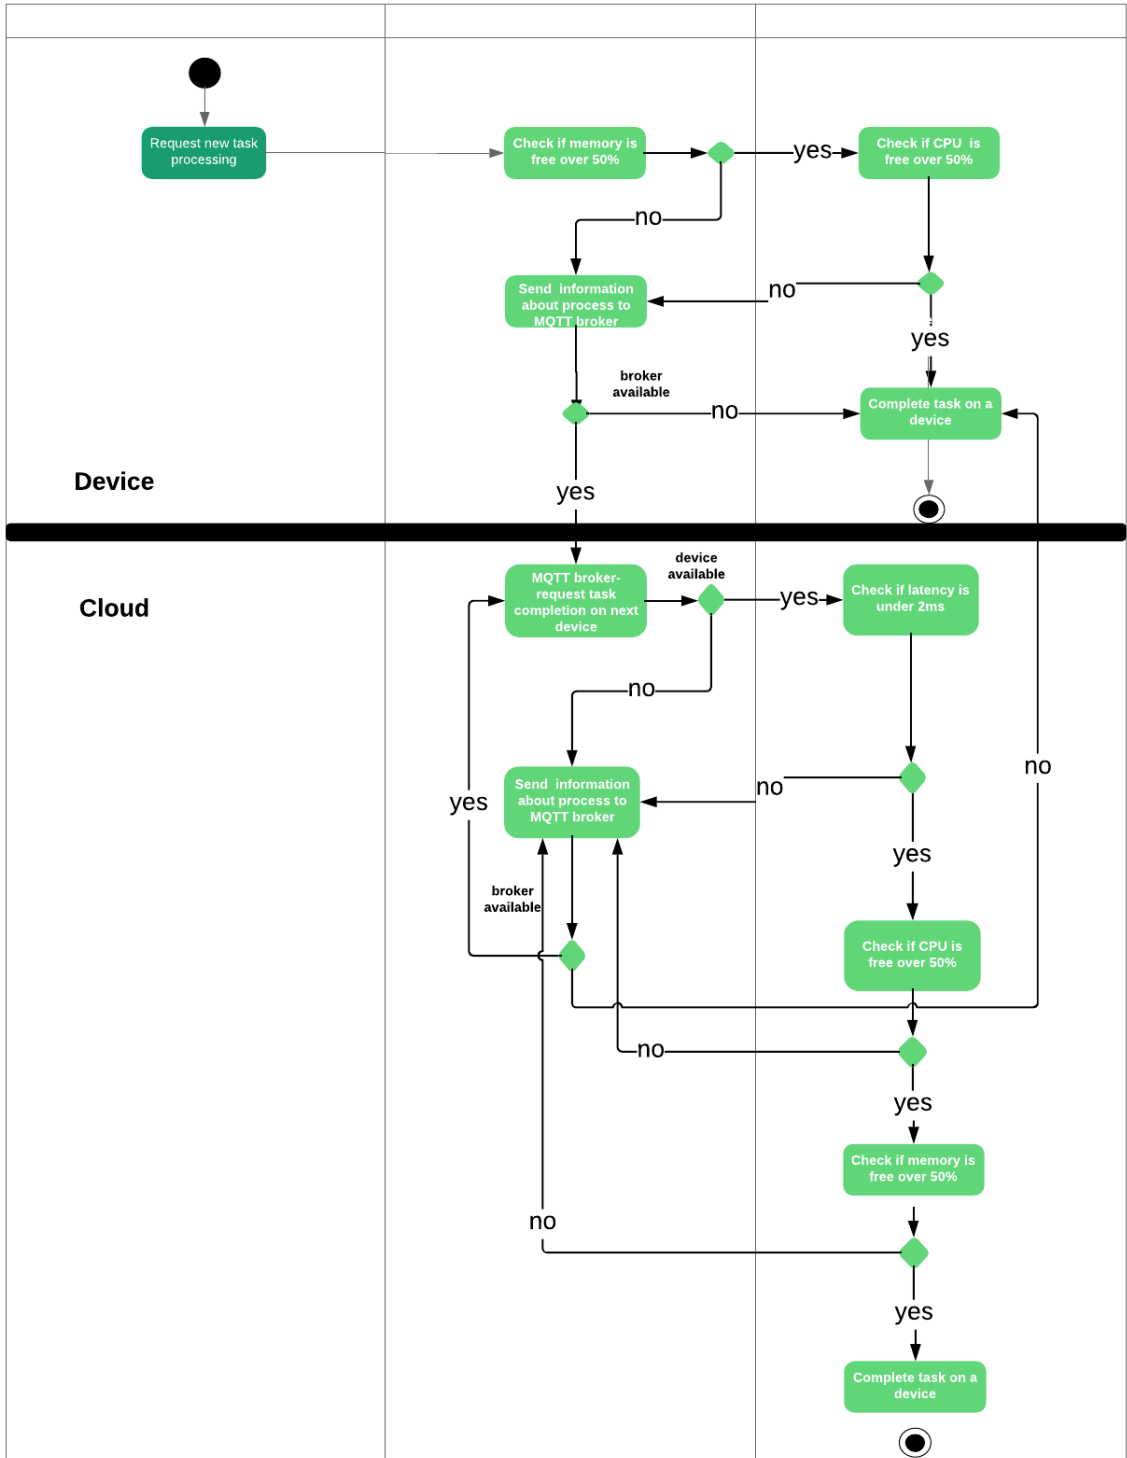 Request new task
processing
Check if memory is
free over 50%
yes
Check if CPU  is
free over 50%
no
Send  information
about process to
MQTT broker
no
yes
broker
available
no
Complete task on a
device
Device
yes
Cloud
MQTT broker-
request task
completion on next
device
device
available
yes
Check if latency is
under 2ms
no
no
Send  information
about process to
MQTT broker
no
yes
yes
broker
available
Check if CPU is
free over 50%
no
yes
Check if memory is
free over 50%
no
yes
Complete task on a
device